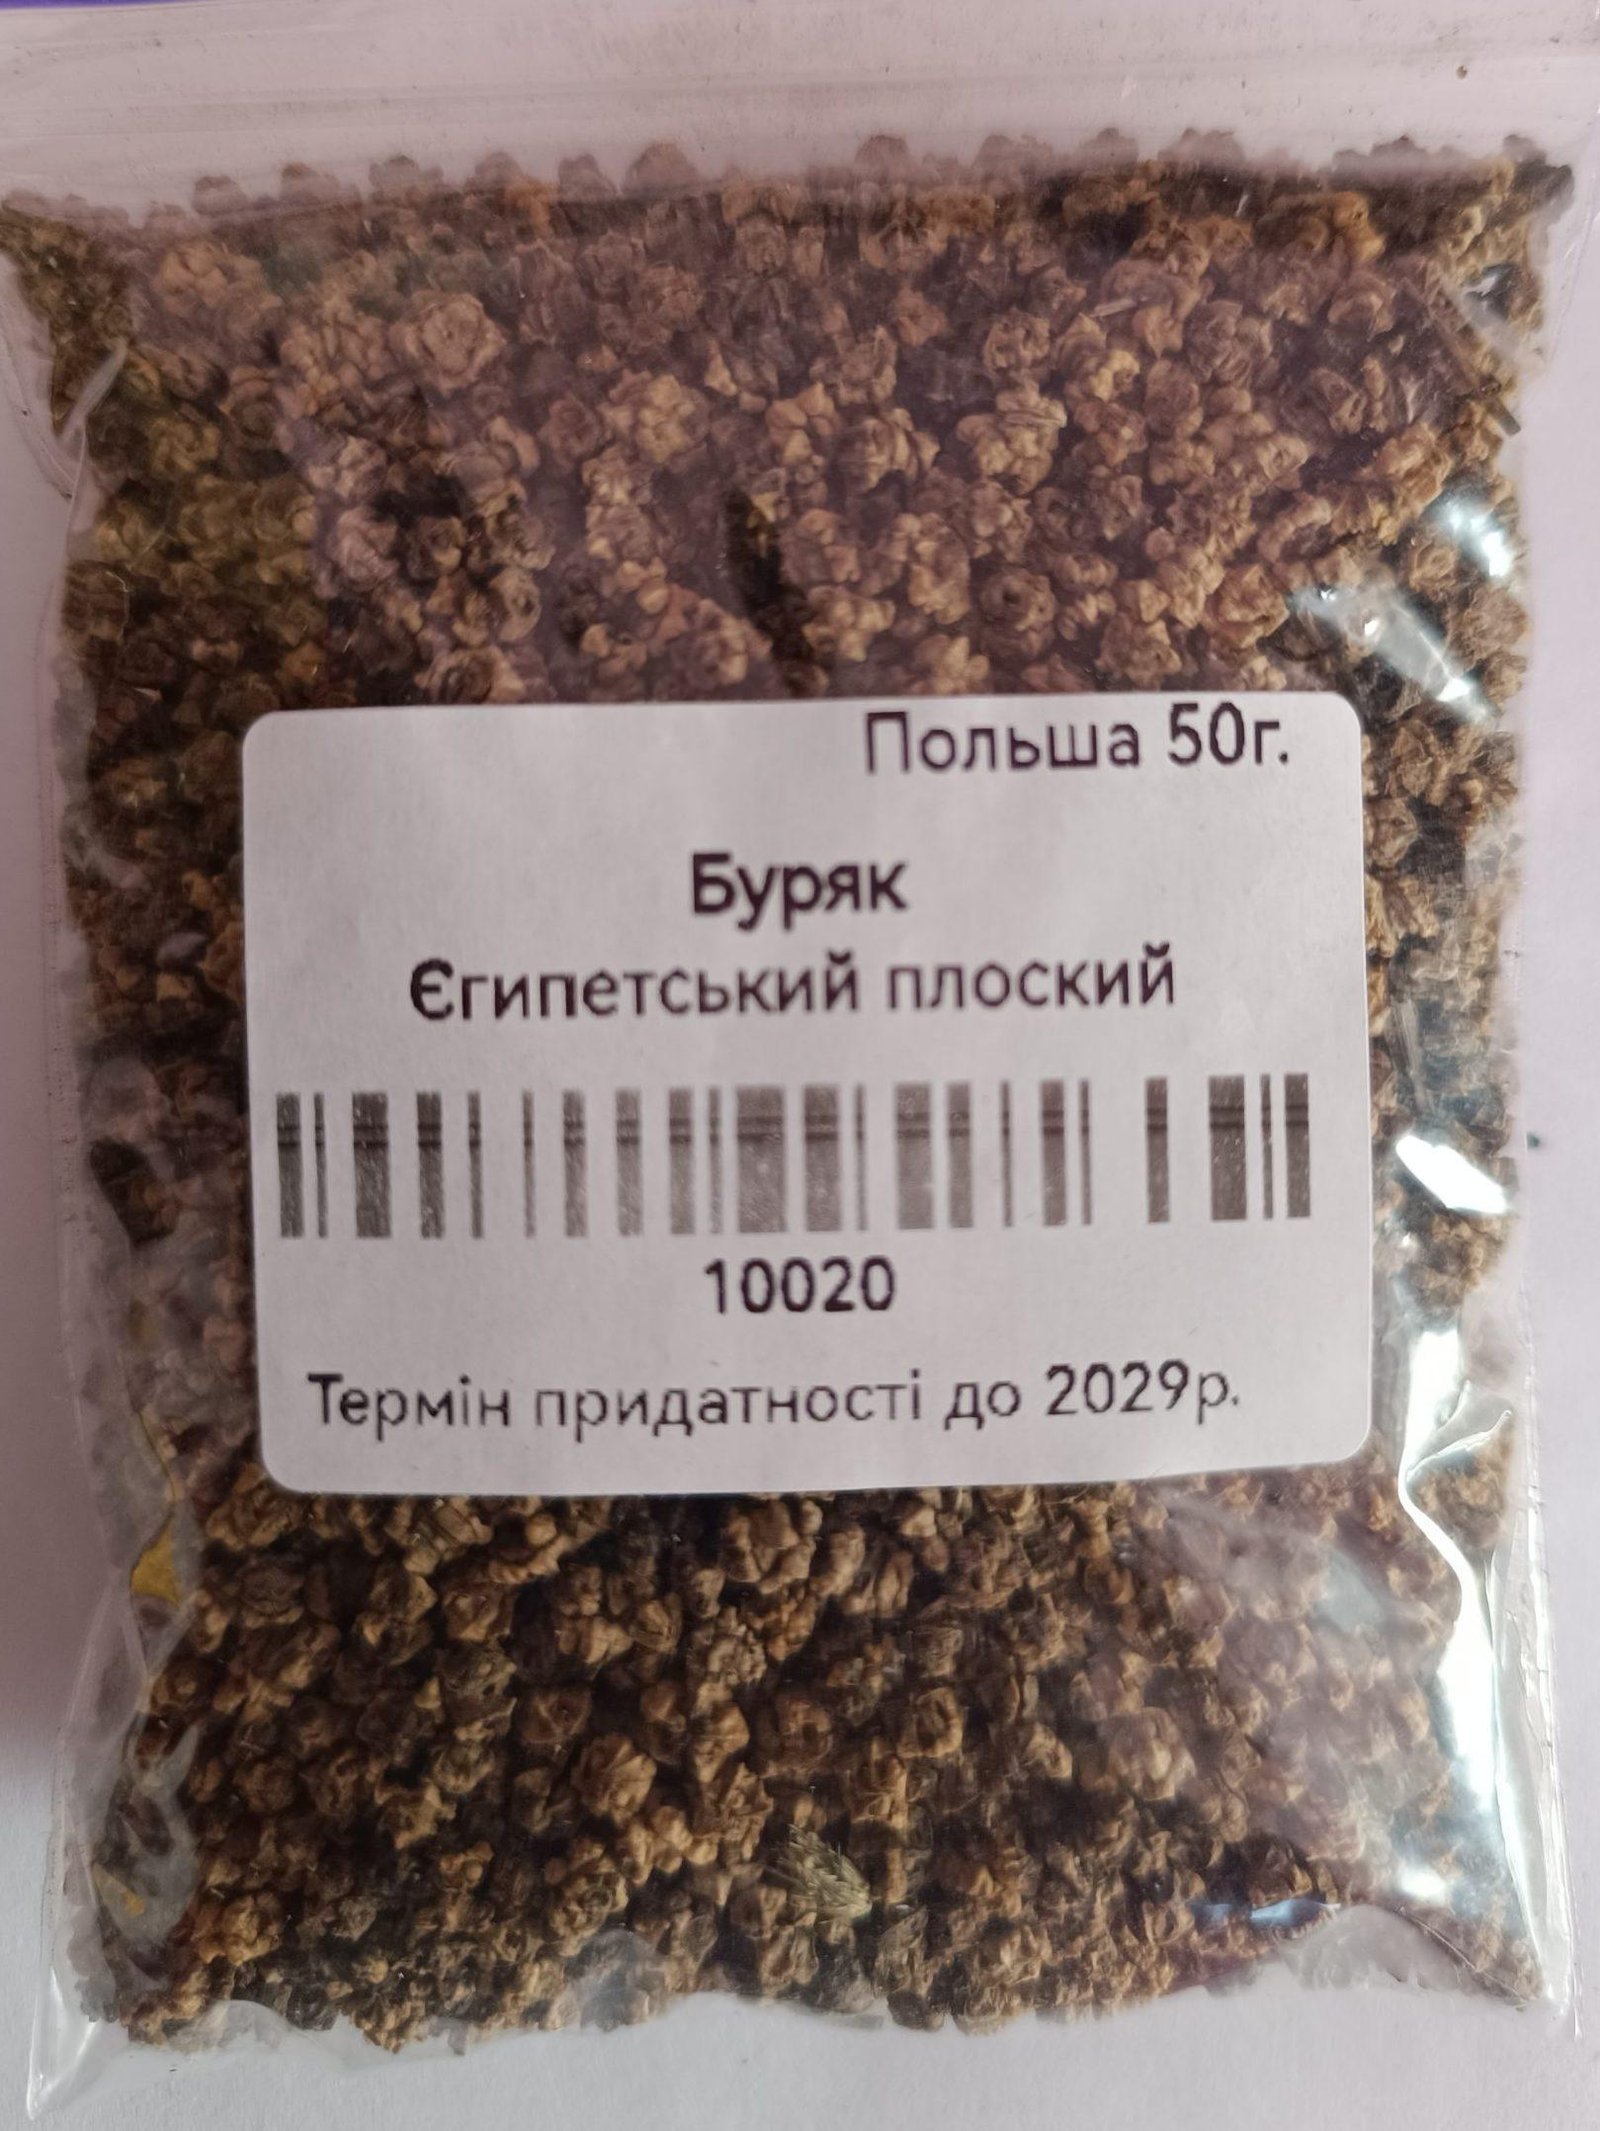 Польша 50г.
Буряк
Єгипетський плоский
10020
Термін придатності до 2029р.